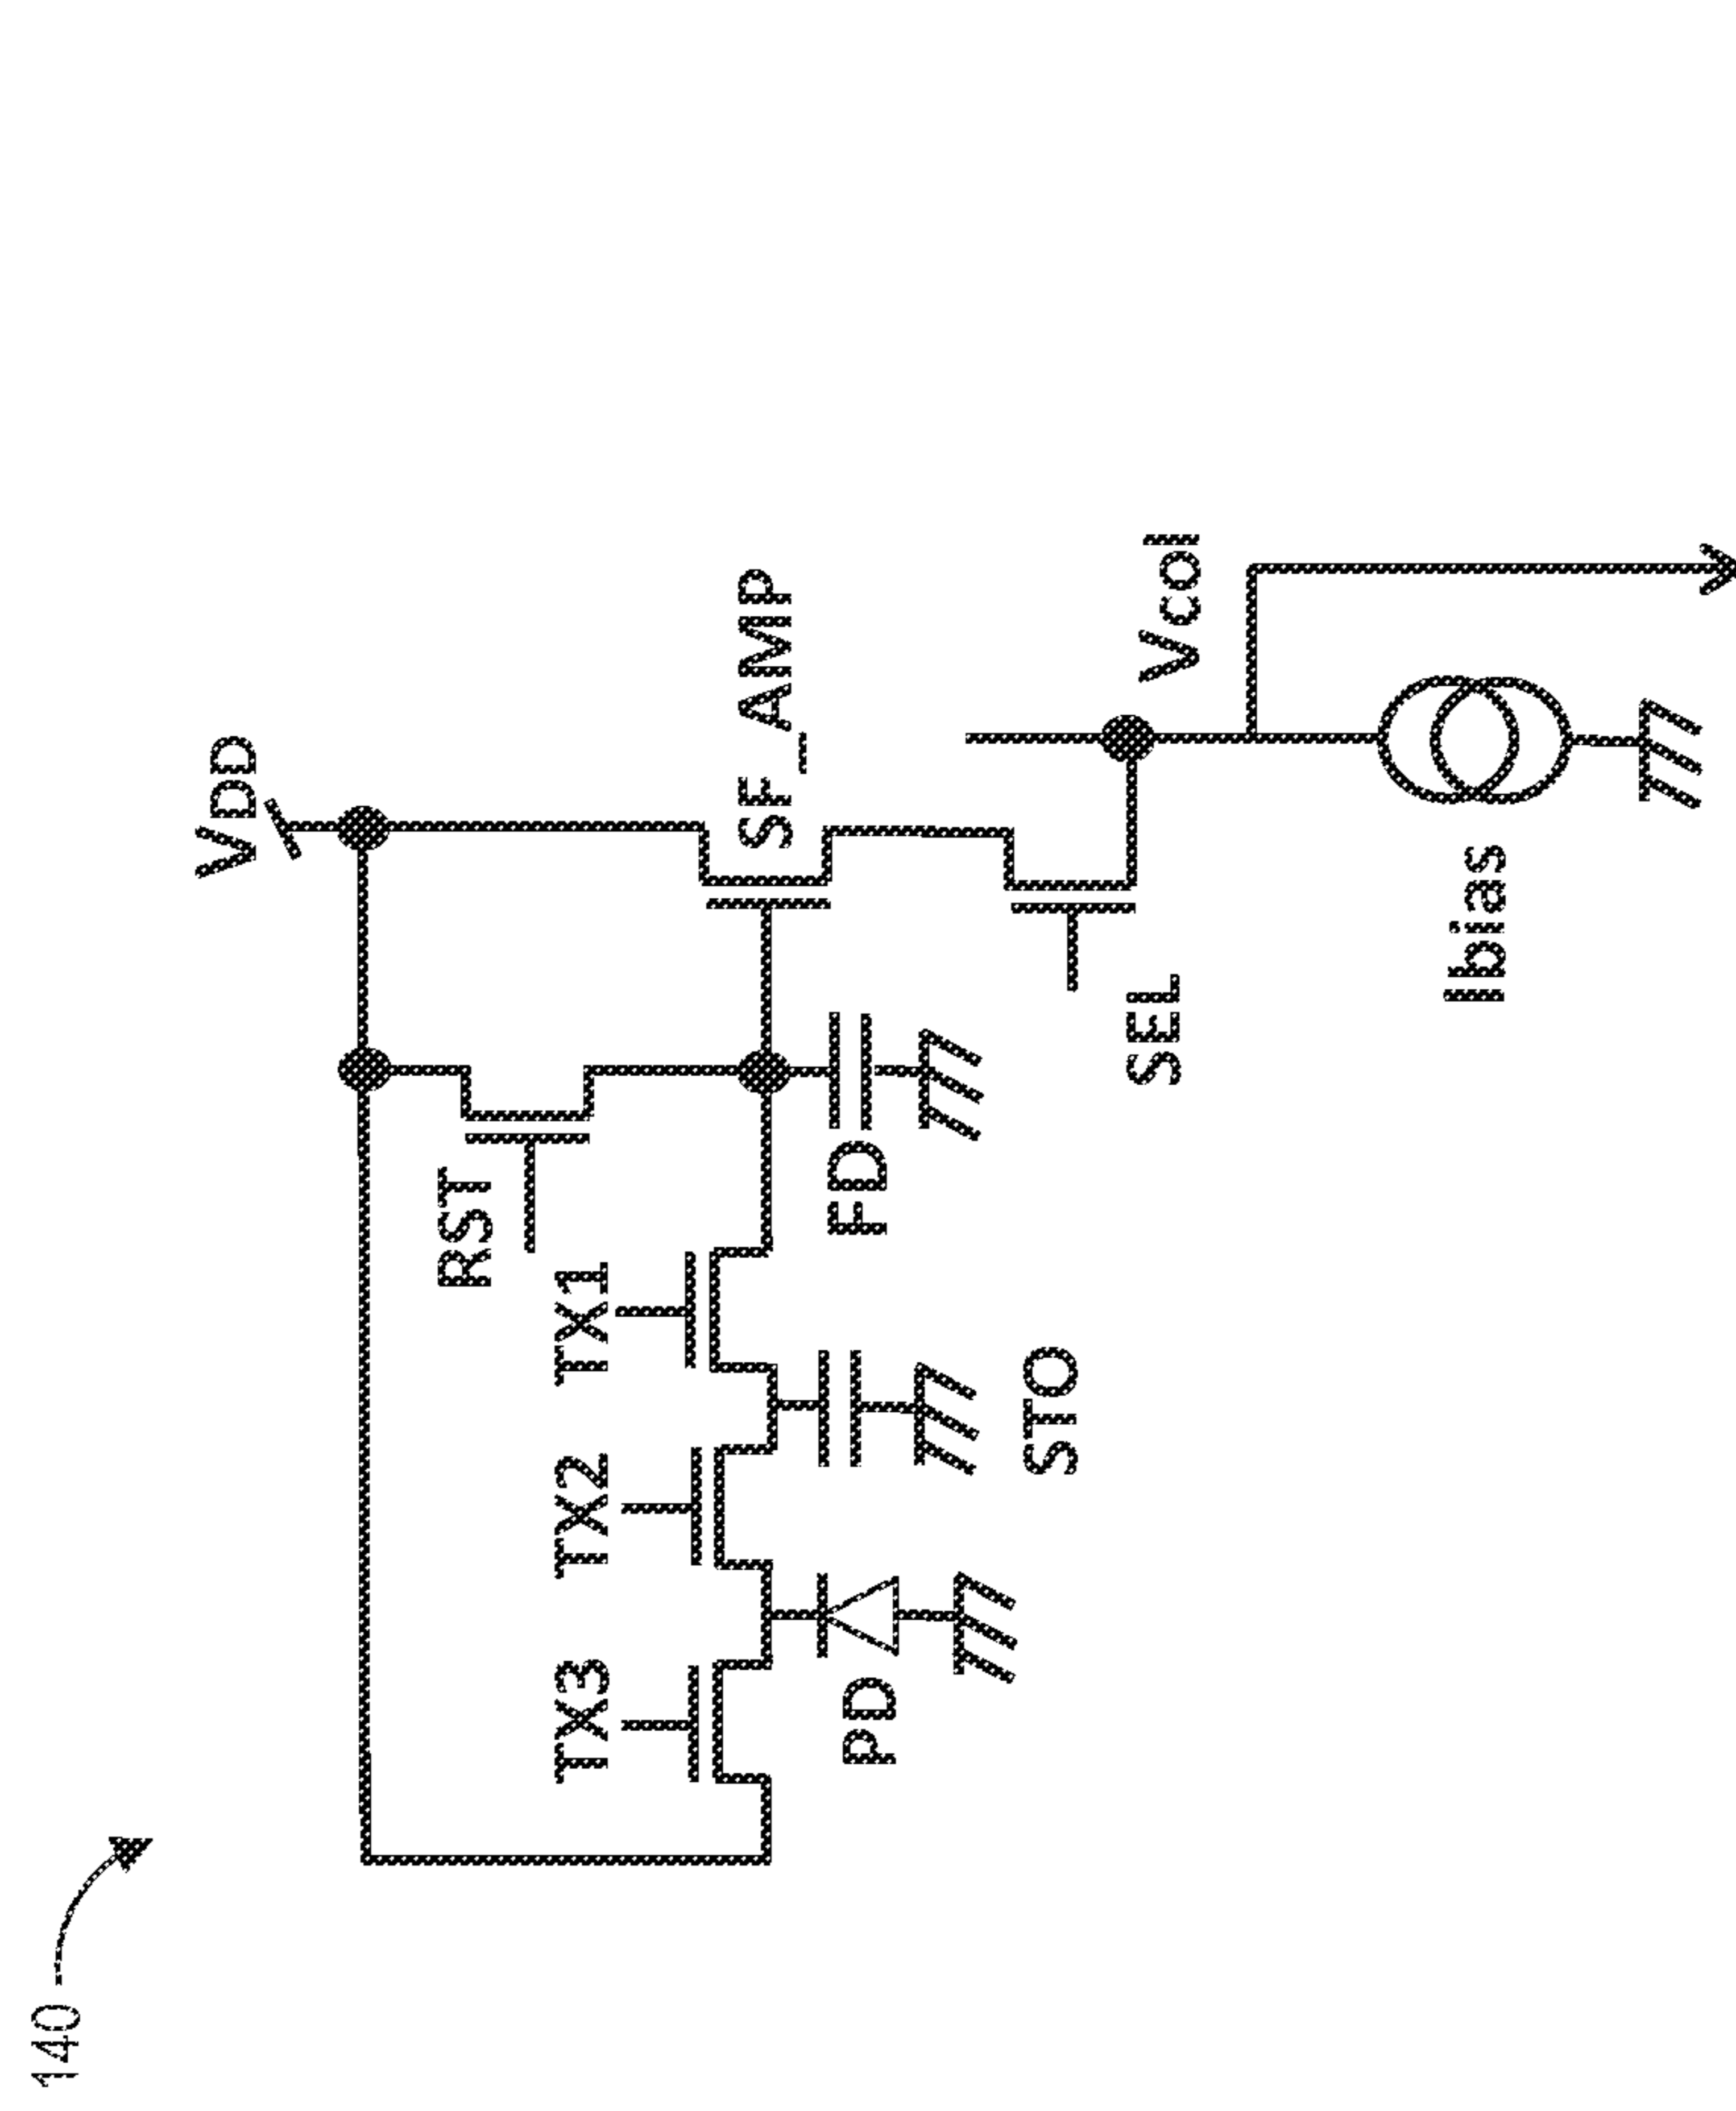 140
VDD
RST
TX1
TX2
TX3
SF_AMP
FD
PD
STO
SEL
Vcol
Ibias